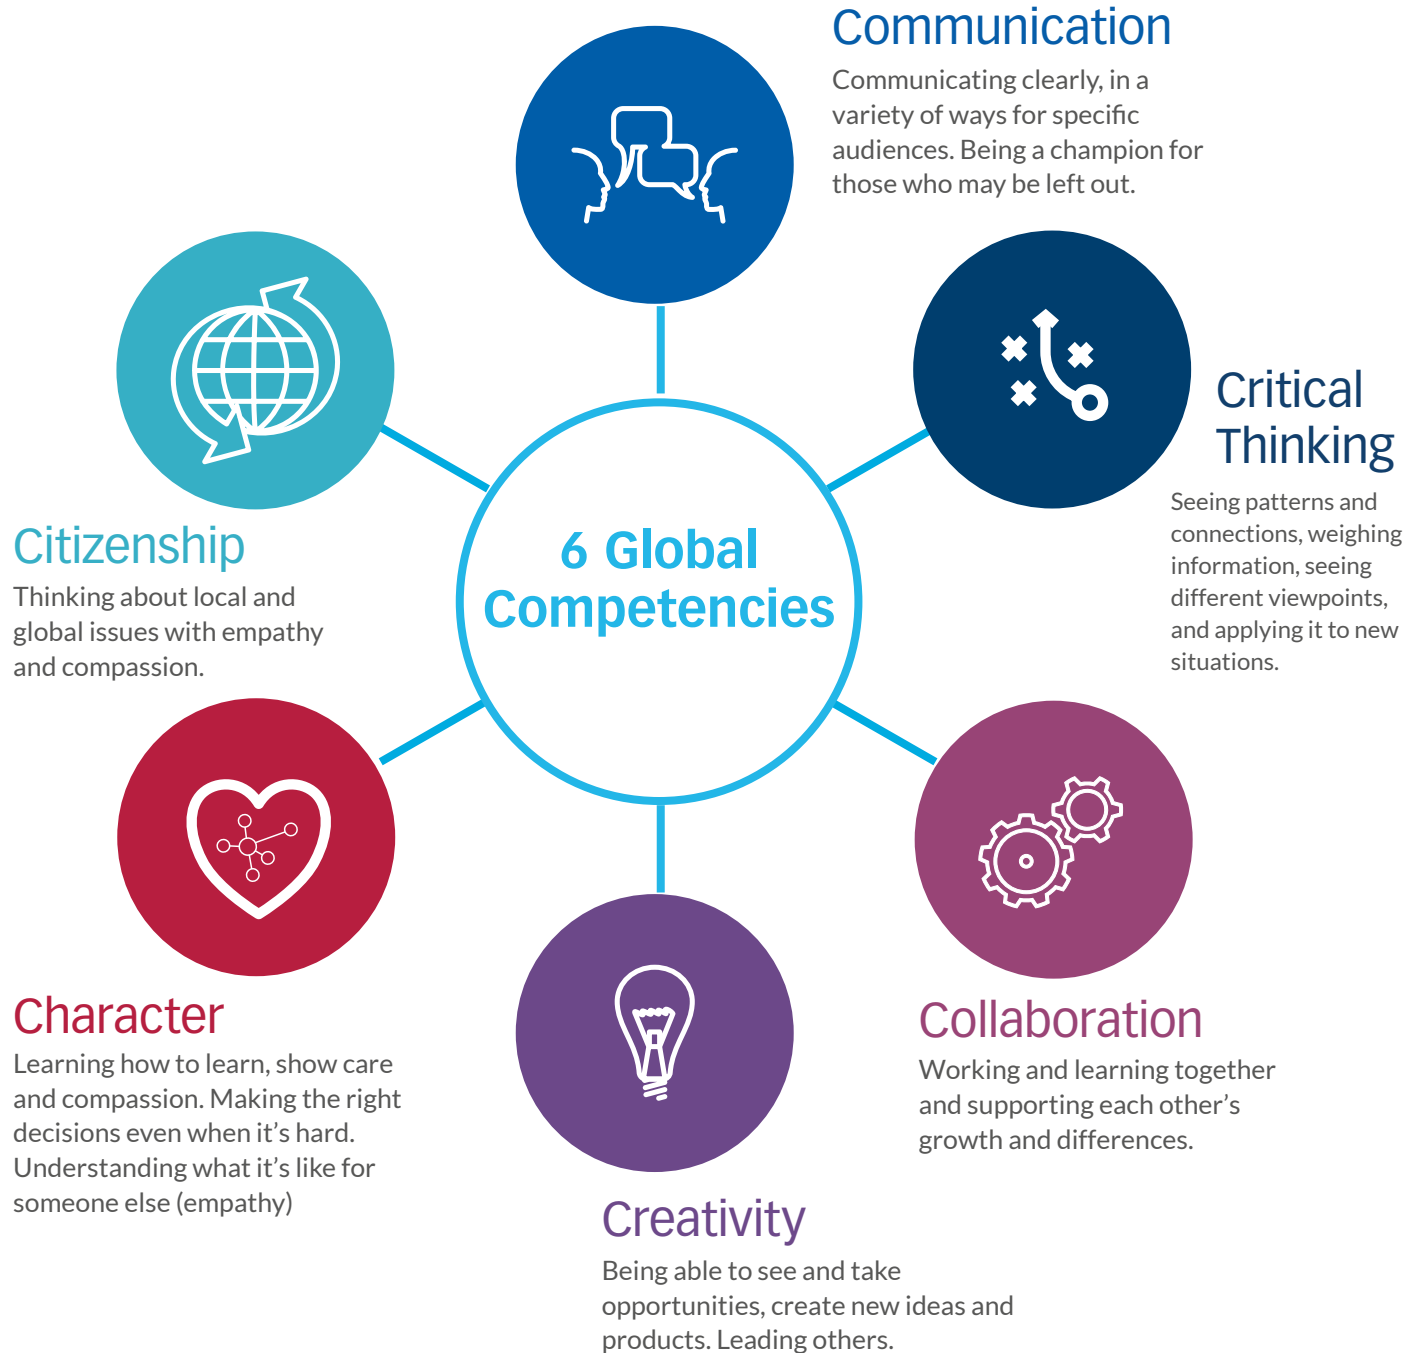 Communication
Communicating clearly, in a
variety of ways for specific
audiences. Being a champion for
those who may be left out.
Critical
Thinking
Seeing patterns and
connections, weighing
information, seeing
different viewpoints,
and applying it to new
situations.
6 Global
Competencies
Citizenship
Thinking about local and
global issues with empathy
and compassion.
Character
Learning how to learn, show care
and compassion. Making the right
decisions even when it’s hard.
Understanding what it’s like for
someone else (empathy)
Collaboration
Working and learning together
and supporting each other’s
growth and differences.
Creativity
Being able to see and take
opportunities, create new ideas and
products. Leading others.